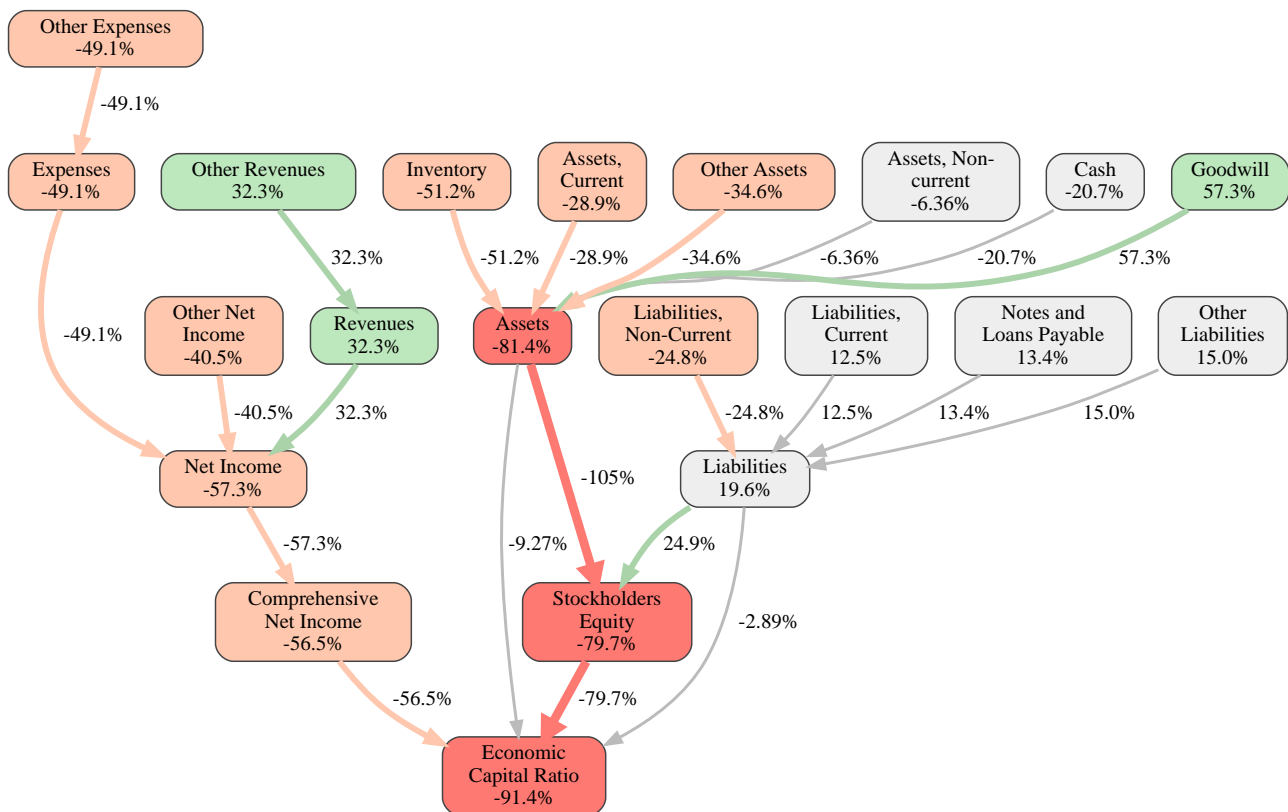 Other Expenses
-49.1%
-49.1%
Expenses
-49.1%
Other Revenues
32.3%
Inventory
-51.2%
Assets,
Current
-28.9%
Other Assets
-34.6%
Assets, Non-
current
-6.36%
Cash
-20.7%
Goodwill
57.3%
32.3%
-51.2%
-28.9%
-34.6%
-6.36%
-20.7%
57.3%
-49.1%
Other Net
Income
-40.5%
Revenues
32.3%
Assets
-81.4%
Liabilities,
Non-Current
-24.8%
Liabilities,
Current
12.5%
Notes and
Loans Payable
13.4%
Other
Liabilities
15.0%
-40.5%
32.3%
-24.8%
12.5%
13.4%
15.0%
Net Income
-57.3%
-105%
Liabilities
19.6%
-57.3%
-9.27%
24.9%
Comprehensive
Net Income
-56.5%
Stockholders
Equity
-79.7%
-2.89%
-56.5%
-79.7%
Economic
Capital Ratio
-91.4%